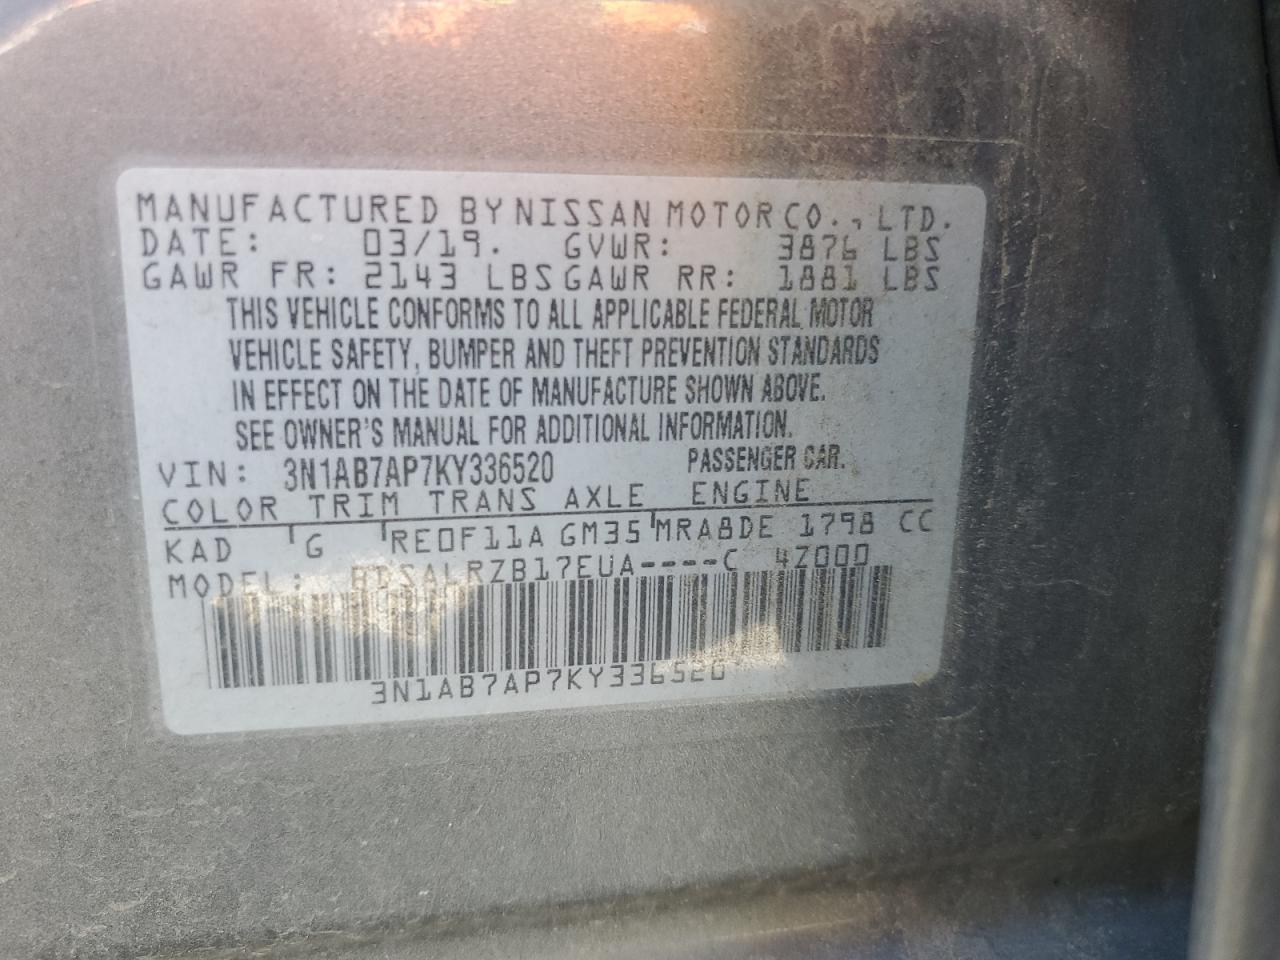 MANUFACTURED BY NISSAN MOTOR CO., LTD.
DATE: 03/19. GVWR: 3876 LBS
GAWR FR: 2143 LBS GAWR RR: 1881 LBS
THIS VEHICLE CONFORMS TO ALL APPLICABLE FEDERAL MOTOR
VEHICLE SAFETY, BUMPER AND THEFT PREVENTION STANDARDS
IN EFFECT ON THE DATE OF MANUFACTURE SHOWN ABOVE.
SEE OWNER'S MANUAL FOR ADDITIONAL INFORMATION.
VIN: 3N1AB7AP7KY336520 PASSENGER CAR.
COLOR TRIM TRANS AXLE ENGINE
KAD G RE0F11A GM35 MRA8DE 1798 CC
MODEL: BDSALRZB17EUA----C 4Z000
3N1AB7AP7KY336520